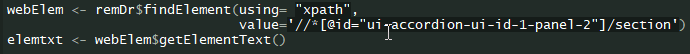 webElem <- remDr$findElement(using= "xpath",
value='//*[@id="ui-accordion-ui-id-1-panel-2"]/section')
elemtxt <- webElem$getElementText()